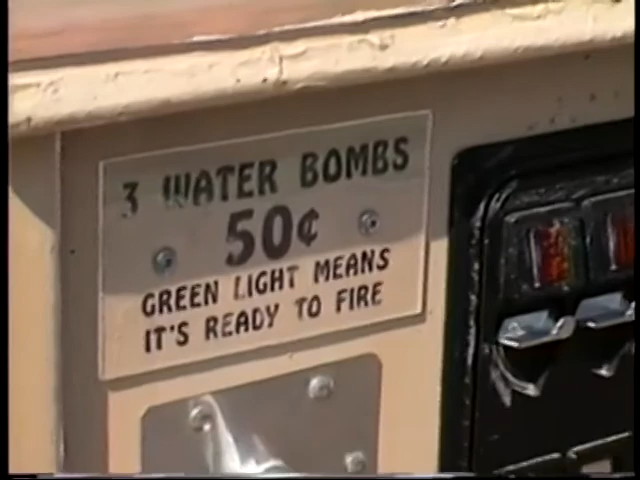 3 WATER BOMBS
50¢
GREEN LIGHT MEANS
IT'S READY TO FIRE